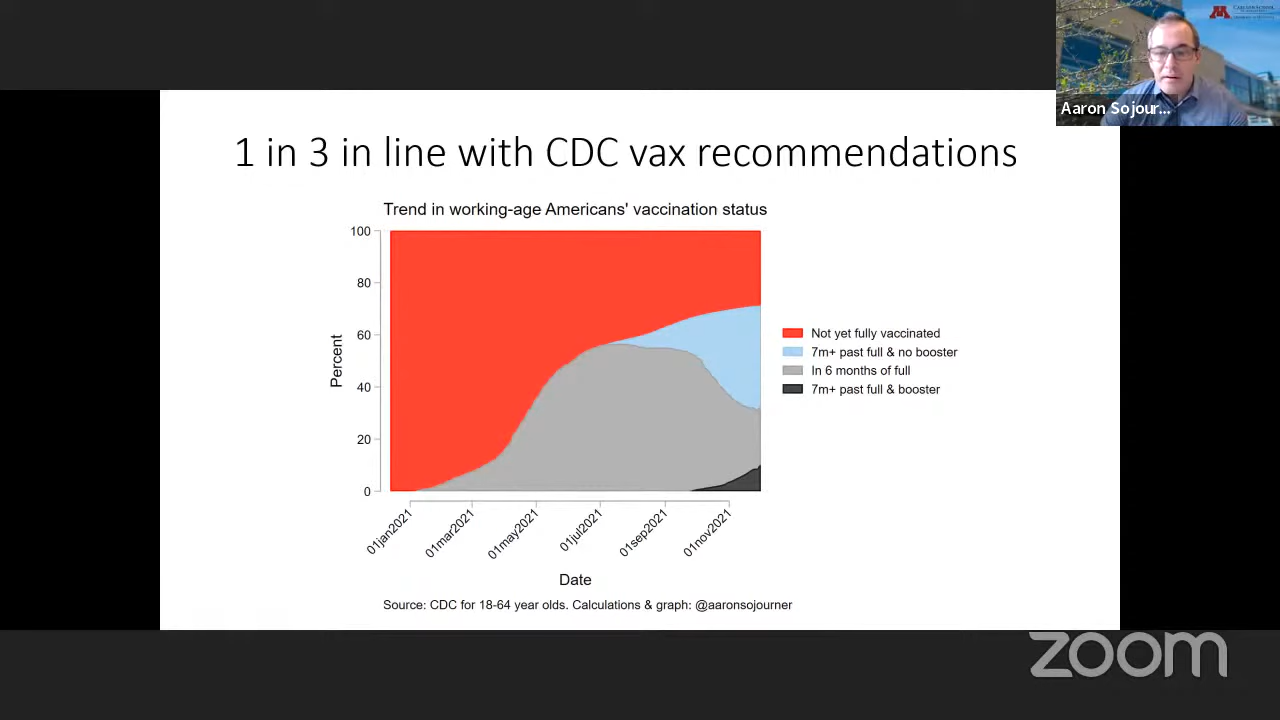 Aaron Sojour...
1 in 3 in line with CDC vax recommendations
Trend in working-age Americans' vaccination status
100
80
60
40
20
0
Percent
01jan2021
01mar2021
01may2021
01jul2021
01sep2021
01nov2021
Date
Not yet fully vaccinated
7m+ past full & no booster
In 6 months of full
7m+ past full & booster
Source: CDC for 18-64 year olds. Calculations & graph: @aaronsojourner
zoom